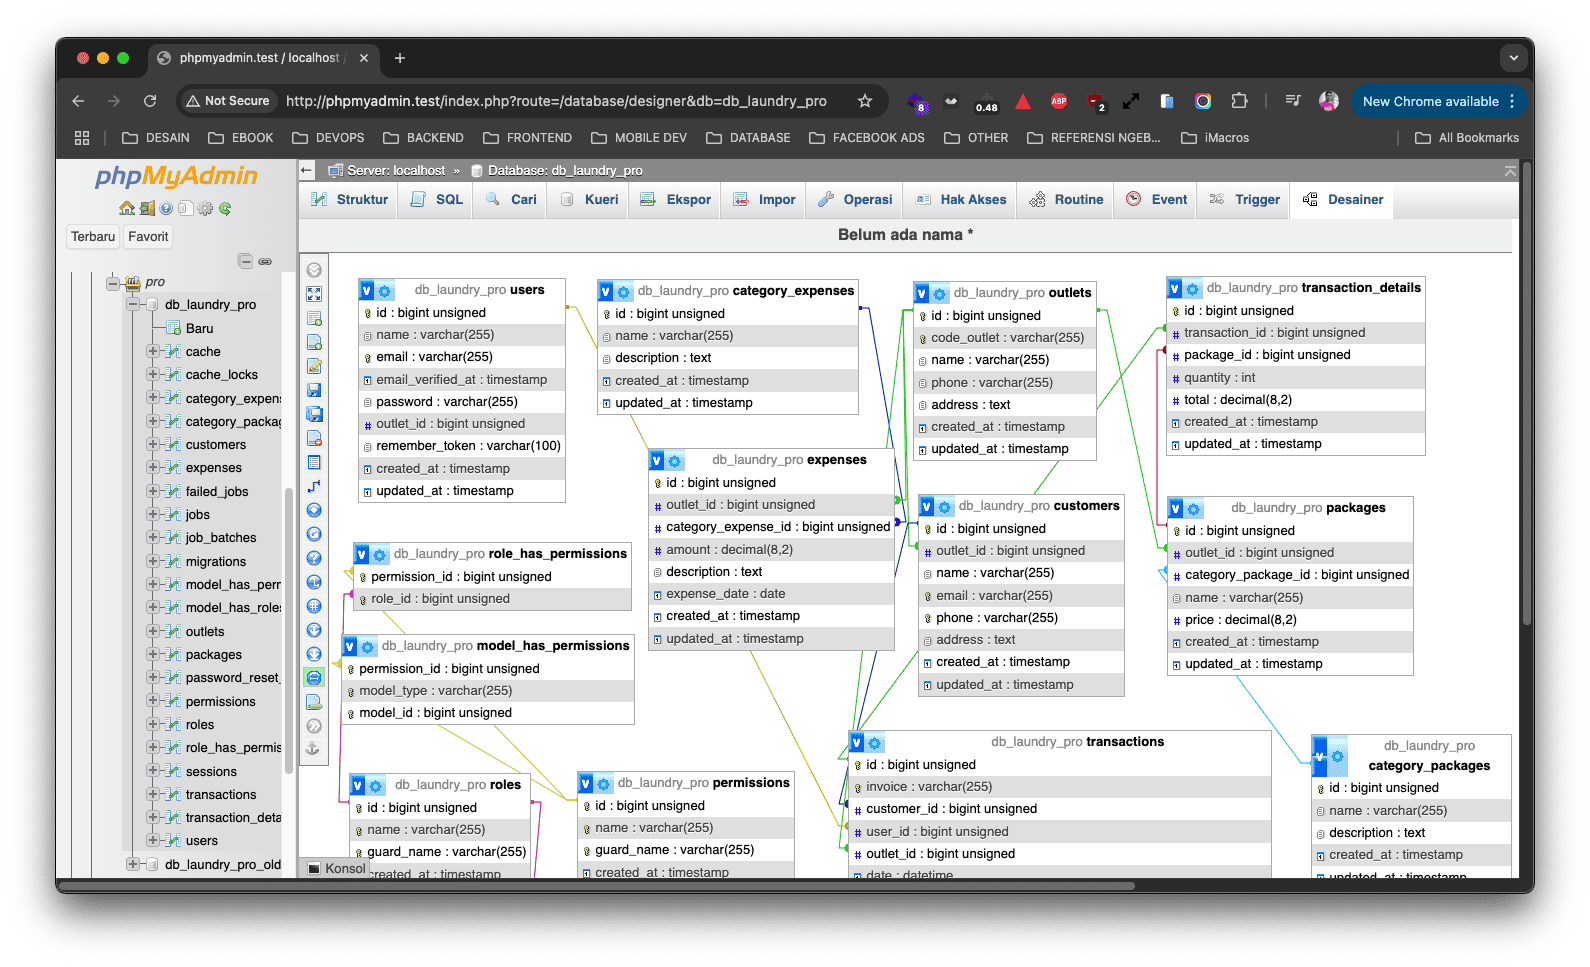 phpmyadmin.test / localhost /
Not Secure
http://phpmyadmin.test/index.php?route=/database/designer&db=db_laundry_pro
8
0.48
ABP
2
New Chrome available
DESAIN
EBOOK
DEVOPS
BACKEND
FRONTEND
MOBILE DEV
DATABASE
FACEBOOK ADS
OTHER
REFERENSI NGEB...
iMacros
All Bookmarks
phpMyAdmin
Terbaru
Favorit
pro
db_laundry_pro
Baru
cache
cache_locks
category_expen
category_packag
customers
expenses
failed_jobs
jobs
job_batches
migrations
model_has_perr
model_has_roles
outlets
packages
password_reset_
permissions
roles
role_has_permis
sessions
transactions
transaction_deta
users
db_laundry_pro_old
Server: localhost » Database: db_laundry_pro
Struktur
SQL
Cari
Kueri
Ekspor
Impor
Operasi
Hak Akses
Routine
Event
Trigger
Desainer
Belum ada nama *
V db_laundry_pro users
id : bigint unsigned
name : varchar(255)
email : varchar(255)
email_verified_at : timestamp
password : varchar(255)
outlet_id : bigint unsigned
remember_token : varchar(100)
created_at : timestamp
updated_at : timestamp
V db_laundry_pro category_expenses
id : bigint unsigned
name : varchar(255)
description : text
created_at : timestamp
updated_at : timestamp
V db_laundry_pro outlets
id : bigint unsigned
code_outlet : varchar(255)
name : varchar(255)
phone : varchar(255)
address : text
created_at : timestamp
updated_at : timestamp
V db_laundry_pro transaction_details
id : bigint unsigned
transaction_id : bigint unsigned
package_id : bigint unsigned
quantity : int
total : decimal(8,2)
created_at : timestamp
updated_at : timestamp
V db_laundry_pro expenses
id : bigint unsigned
outlet_id : bigint unsigned
category_expense_id : bigint unsigned
amount : decimal(8,2)
description : text
expense_date : date
created_at : timestamp
updated_at : timestamp
V db_laundry_pro customers
id : bigint unsigned
outlet_id : bigint unsigned
name : varchar(255)
email : varchar(255)
phone : varchar(255)
address : text
created_at : timestamp
updated_at : timestamp
V db_laundry_pro packages
id : bigint unsigned
outlet_id : bigint unsigned
category_package_id : bigint unsigned
name : varchar(255)
price : decimal(8,2)
created_at : timestamp
updated_at : timestamp
V db_laundry_pro role_has_permissions
permission_id : bigint unsigned
role_id : bigint unsigned
V db_laundry_pro model_has_permissions
permission_id : bigint unsigned
model_type : varchar(255)
model_id : bigint unsigned
V db_laundry_pro roles
id : bigint unsigned
name : varchar(255)
guard_name : varchar(255)
created_at : timestamp
V db_laundry_pro permissions
id : bigint unsigned
name : varchar(255)
guard_name : varchar(255)
created_at : timestamp
V db_laundry_pro transactions
id : bigint unsigned
invoice : varchar(255)
customer_id : bigint unsigned
user_id : bigint unsigned
outlet_id : bigint unsigned
date : datetime
V db_laundry_pro
category_packages
id : bigint unsigned
name : varchar(255)
description : text
created_at : timestamp
updated_at : timestamp
Konsol